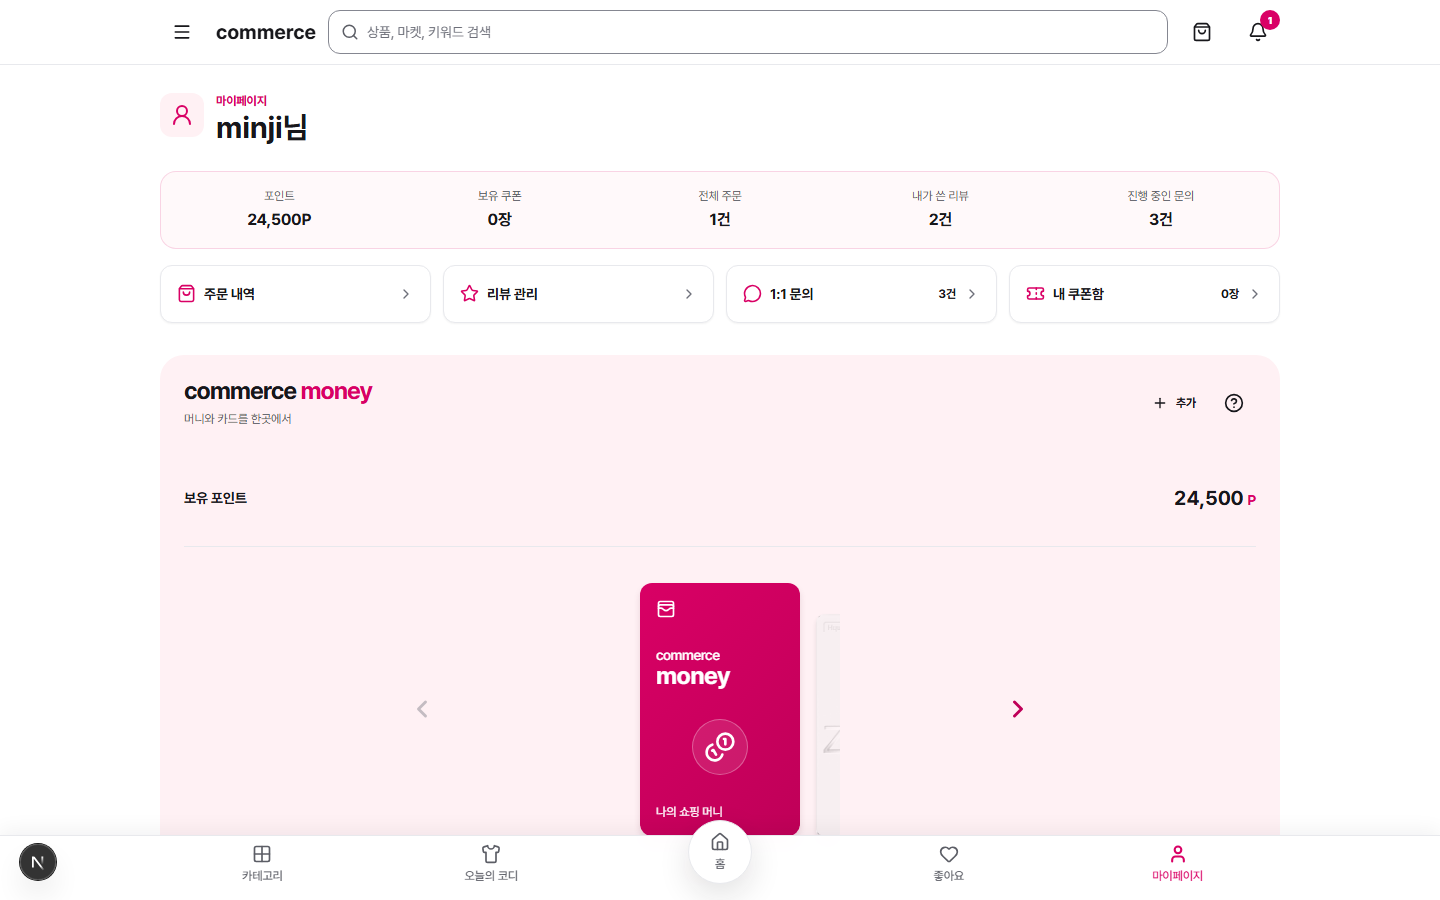 commerce
상품, 마켓, 키워드 검색
1
마이페이지
minji님
포인트
24,500P
보유 쿠폰
0장
전체 주문
1건
내가 쓴 리뷰
2건
진행 중인 문의
3건
주문 내역
리뷰 관리
1:1 문의
3건
내 쿠폰함
0장
commerce money
머니와 카드를 한곳에서
추가
보유 포인트
24,500 P
commerce
money
나의 쇼핑 머니
N
카테고리
오늘의 코디
홈
좋아요
마이페이지